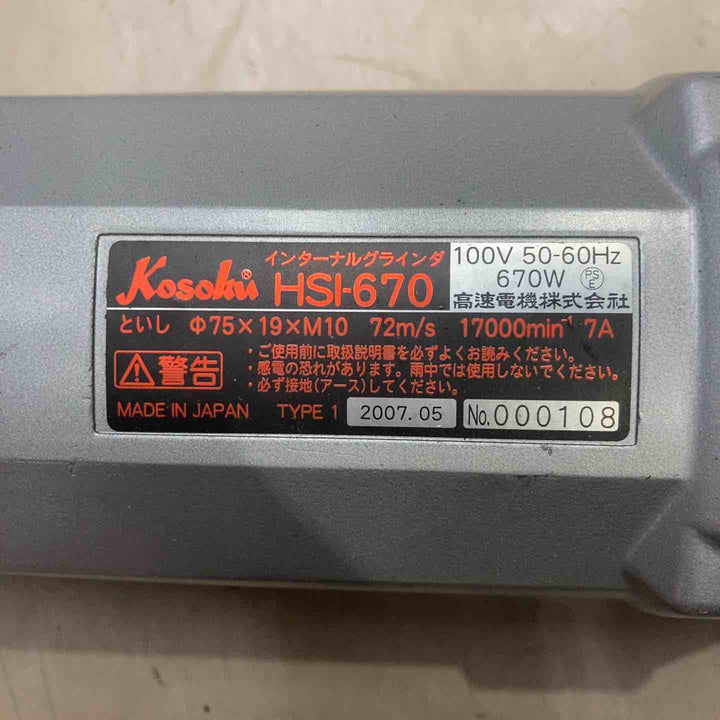 インターナルグラインダ
Kosoku® HSI-670
100V 50-60Hz
670W PSE
高速電機株式会社
といし Φ75×19×M10 72m/s 17000min⁻¹ 7A
警告
・ご使用前に取扱説明書を必ずよくお読みください。
・感電の恐れがあります。雨中では使用しないでください。
・必ず接地(アース)してください。
MADE IN JAPAN TYPE 1 2007.05 No.000108